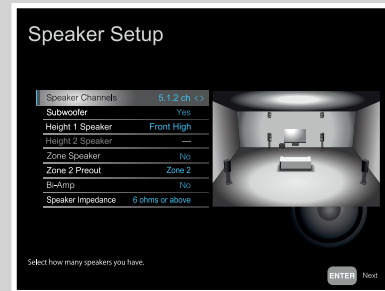 Speaker Setup
Speaker Channels 5.1.2 ch < >
Subwoofer Yes
Height 1 Speaker Front High
Height 2 Speaker —
Zone Speaker No
Zone 2 Preout Zone 2
Bi-Amp No
Speaker Impedance 6 ohms or above
Select how many speakers you have.
ENTER Next